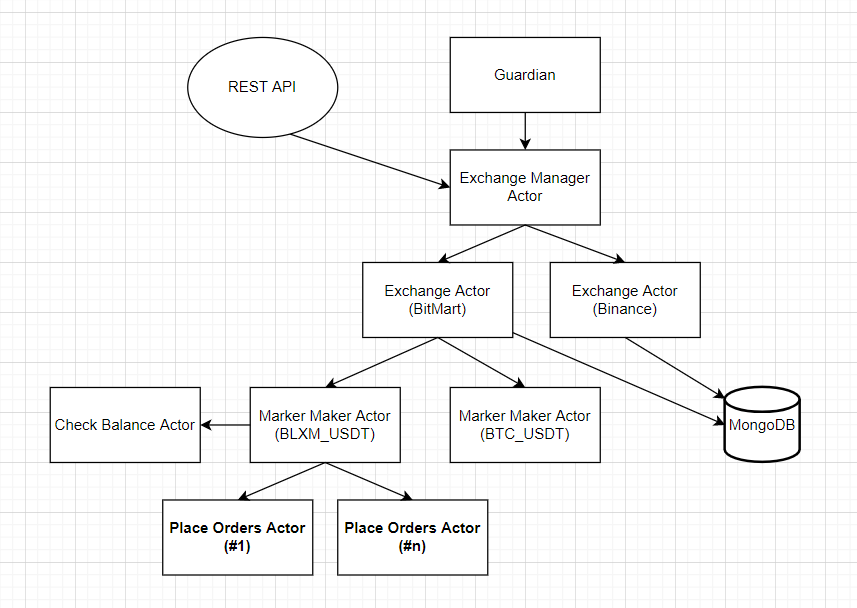 REST API
Guardian
Exchange Manager
Actor
Exchange Actor
(BitMart)
Exchange Actor
(Binance)
Check Balance Actor
Marker Maker Actor
(BLXM_USDT)
Marker Maker Actor
(BTC_USDT)
MongoDB
Place Orders Actor
(#1)
Place Orders Actor
(#n)